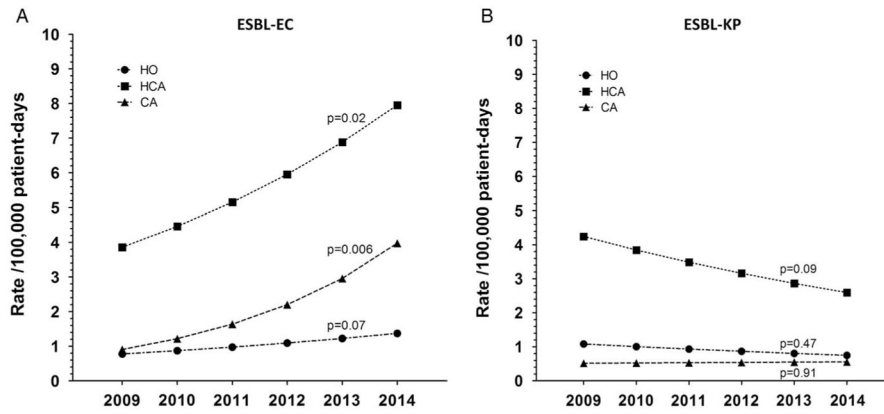 A
ESBL-EC
Rate /100,000 patient-days
10
9
8
7
6
5
4
3
2
1
0
HO
HCA
CA
p=0.02
p=0.006
p=0.07
2009 2010 2011 2012 2013 2014
B
ESBL-KP
Rate /100,000 patient-days
10
9
8
7
6
5
4
3
2
1
0
HO
HCA
CA
p=0.09
p=0.47
p=0.91
2009 2010 2011 2012 2013 2014